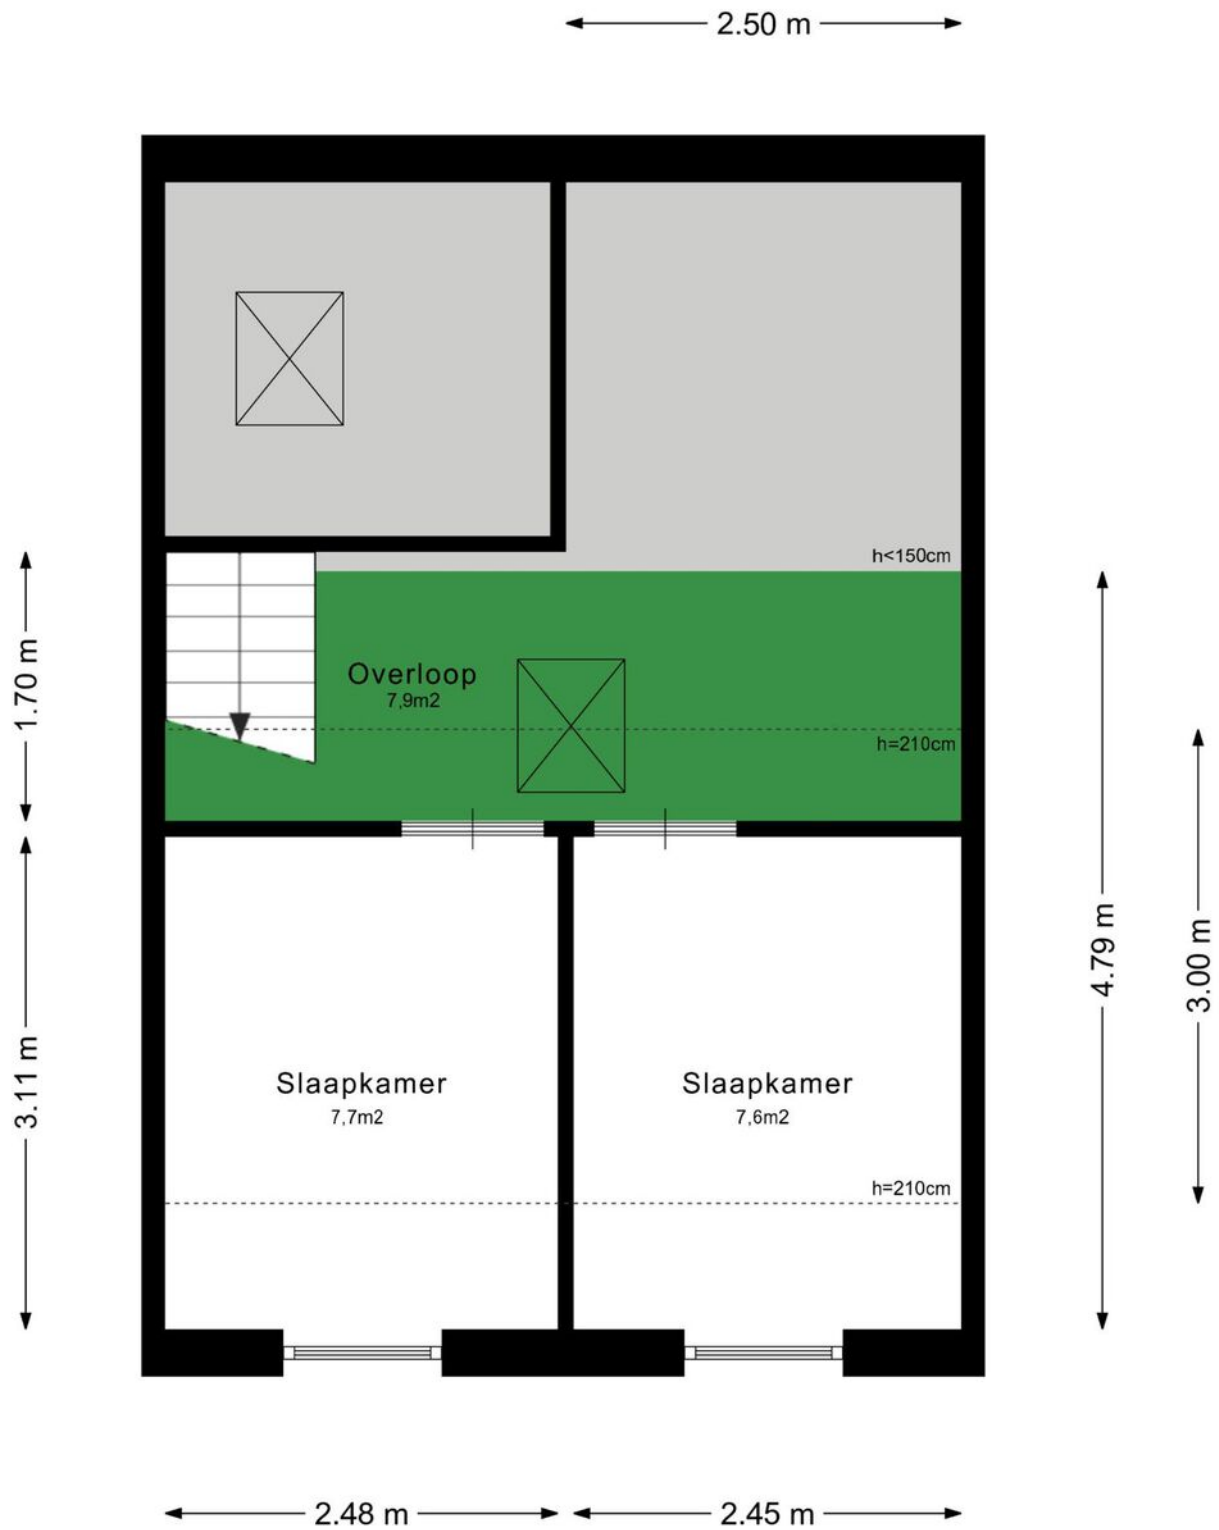 2.50 m
h<150cm
1.70 m
Overloop
7,9m2
h=210cm
4.79 m
3.00 m
3.11 m
Slaapkamer
7,7m2
Slaapkamer
7,6m2
h=210cm
2.48 m
2.45 m